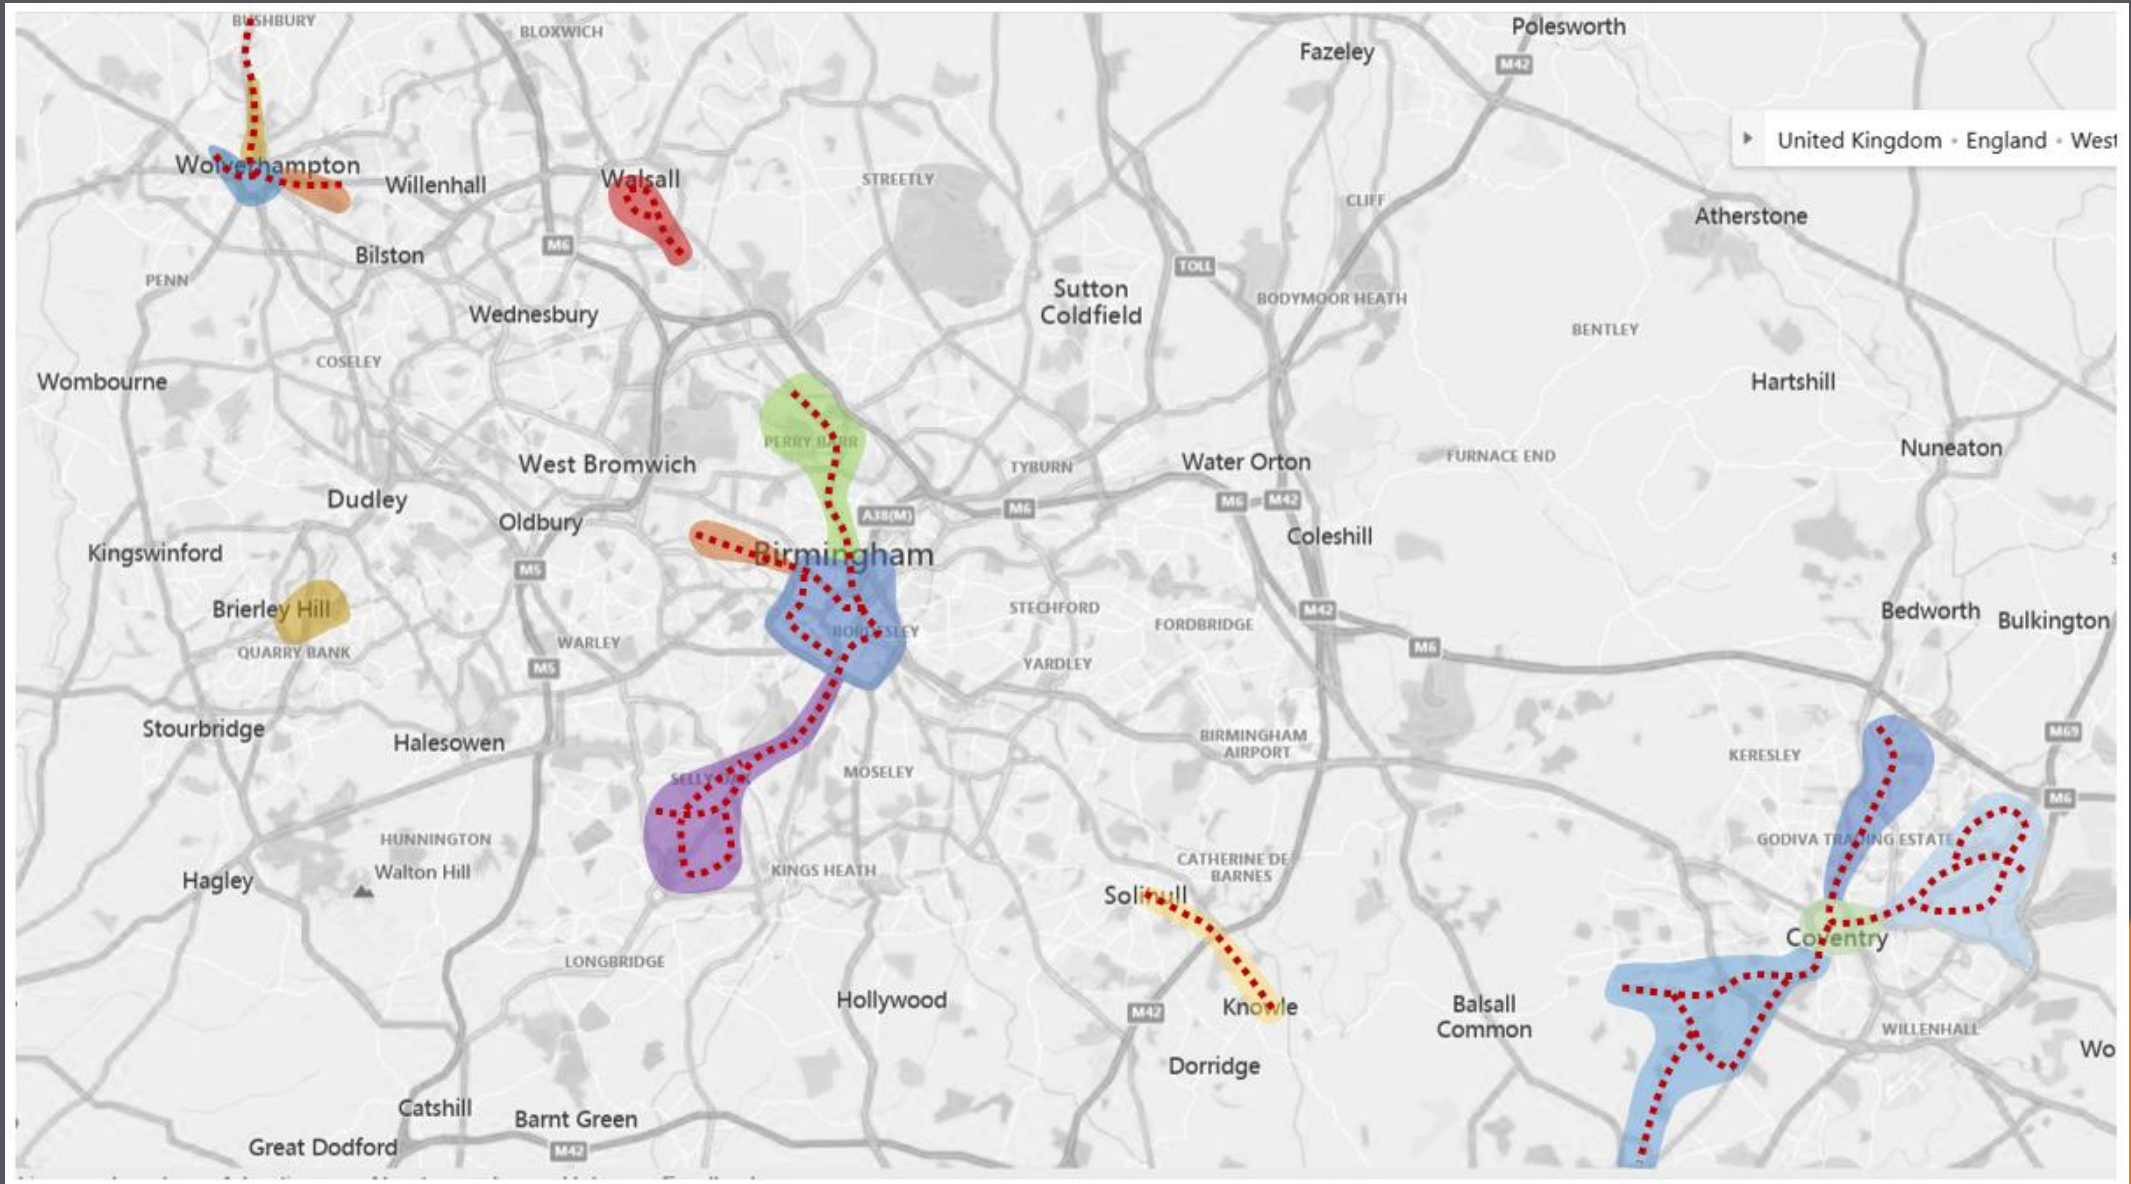 BUSHBURY
BLOXWICH
Fazeley
Polesworth
M42
United Kingdom • England • West
Wolverhampton
Willenhall
Walsall
STREETLY
CLIFF
Atherstone
Bilston
M6
TOLL
PENN
Sutton
Coldfield
BODYMOOR HEATH
Wednesbury
BENTLEY
COSELEY
Wombourne
Hartshill
PERRY BARR
West Bromwich
TYBURN
Water Orton
FURNACE END
Nuneaton
Dudley
Oldbury
A38(M)
M6
M6
M42
Coleshill
Kingswinford
Birmingham
M5
Brierley Hill
STECHFORD
FORDBRIDGE
M42
Bedworth
Bulkington
BORDESLEY
WARLEY
QUARRY BANK
M5
YARDLEY
M6
Stourbridge
Halesowen
BIRMINGHAM
AIRPORT
M69
KERESLEY
SELLY OAK
MOSELEY
M6
HUNNINGTON
GODIVA TRADING ESTATE
Walton Hill
Hagley
KINGS HEATH
CATHERINE DE
BARNES
Solihull
Coventry
LONGBRIDGE
Hollywood
M42
Knowle
Balsall
Common
WILLENHALL
Wo
Dorridge
Catshill
Barnt Green
Great Dodford
M42